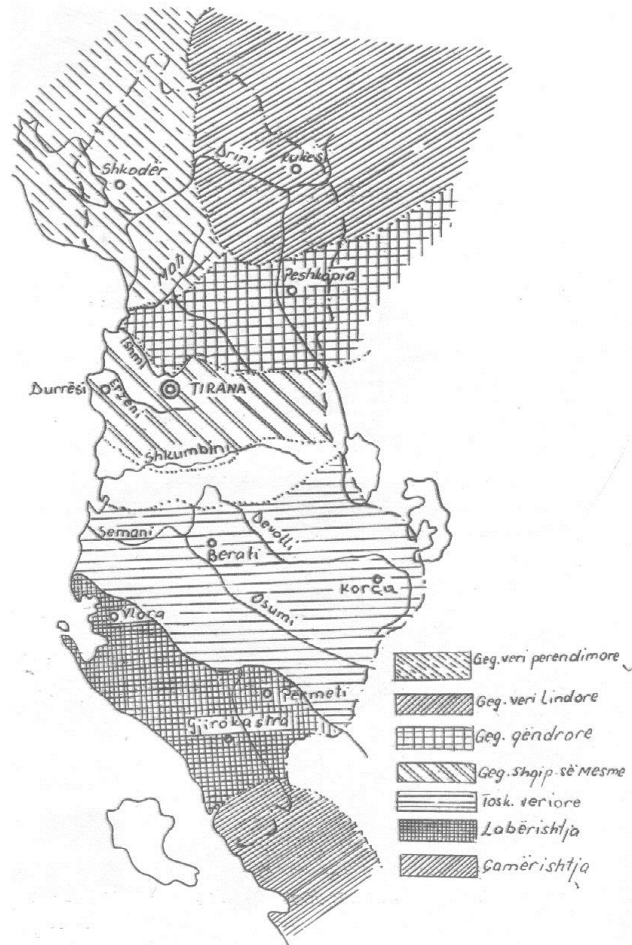 Shkodër
Drini
Kukës
Mati
Peshkopia
Ishmi
Durrësi
Erzeni
TIRANA
Shkumbini
Semani
Devolli
Berati
Korça
Osumi
Vlora
Përmeti
Gjirokastra
Geg. veri perendimore
Geg. veri Lindore
Geg. qëndrore
Geg. shqip. së Mesme
Tosk. veriore
Labërishtja
Çamërishtja